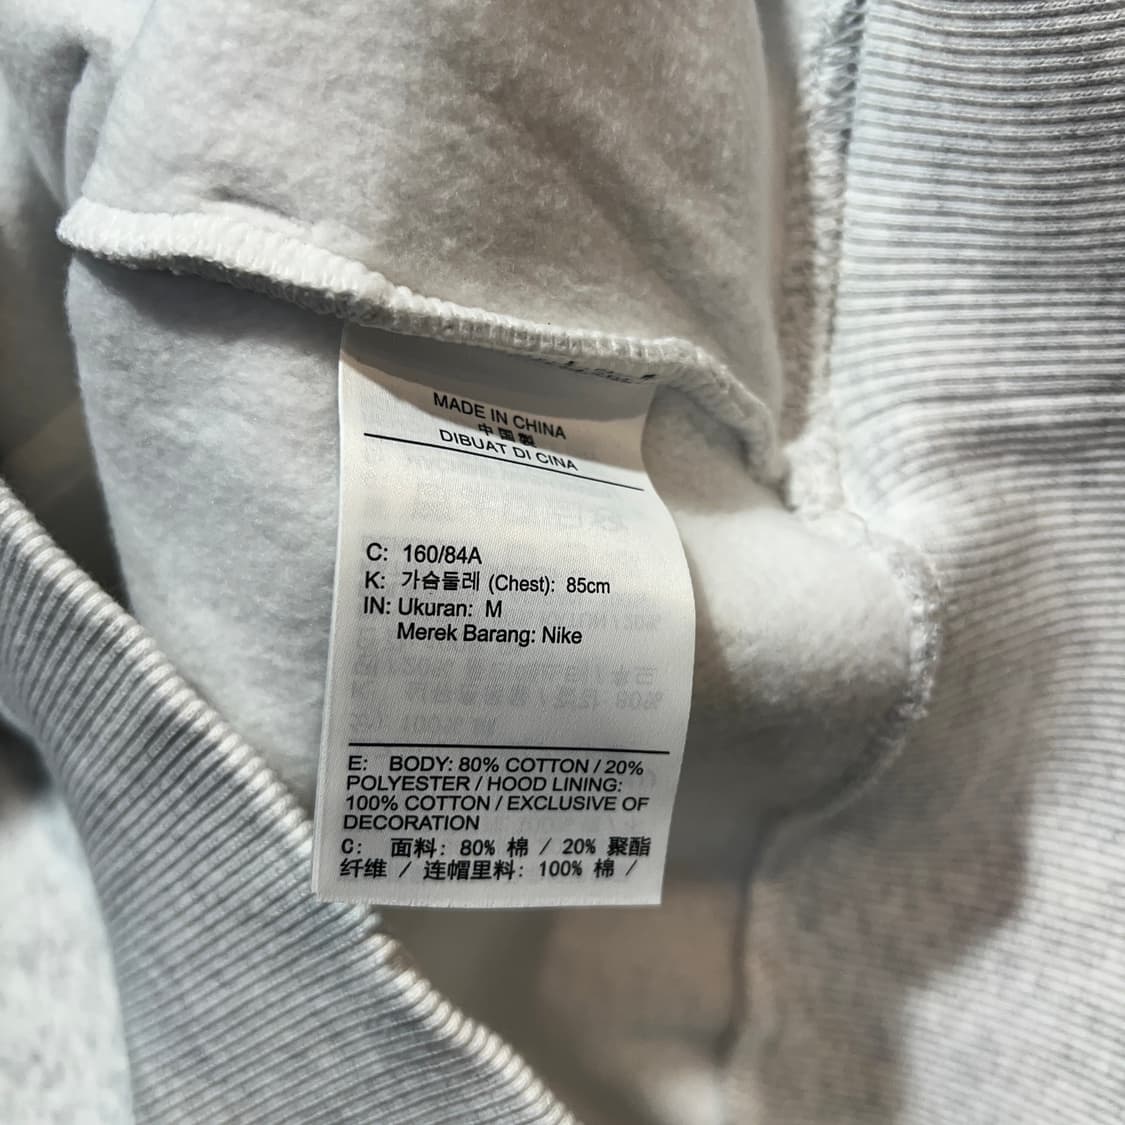 MADE IN CHINA
中国製
DIBUAT DI CINA
C: 160/84A
K: 가슴둘레 (Chest): 85cm
IN: Ukuran: M
Merek Barang: Nike
E: BODY: 80% COTTON / 20%
POLYESTER / HOOD LINING:
100% COTTON / EXCLUSIVE OF
DECORATION
C: 面料: 80% 棉 / 20% 聚酯
纤维 / 连帽里料: 100% 棉 /